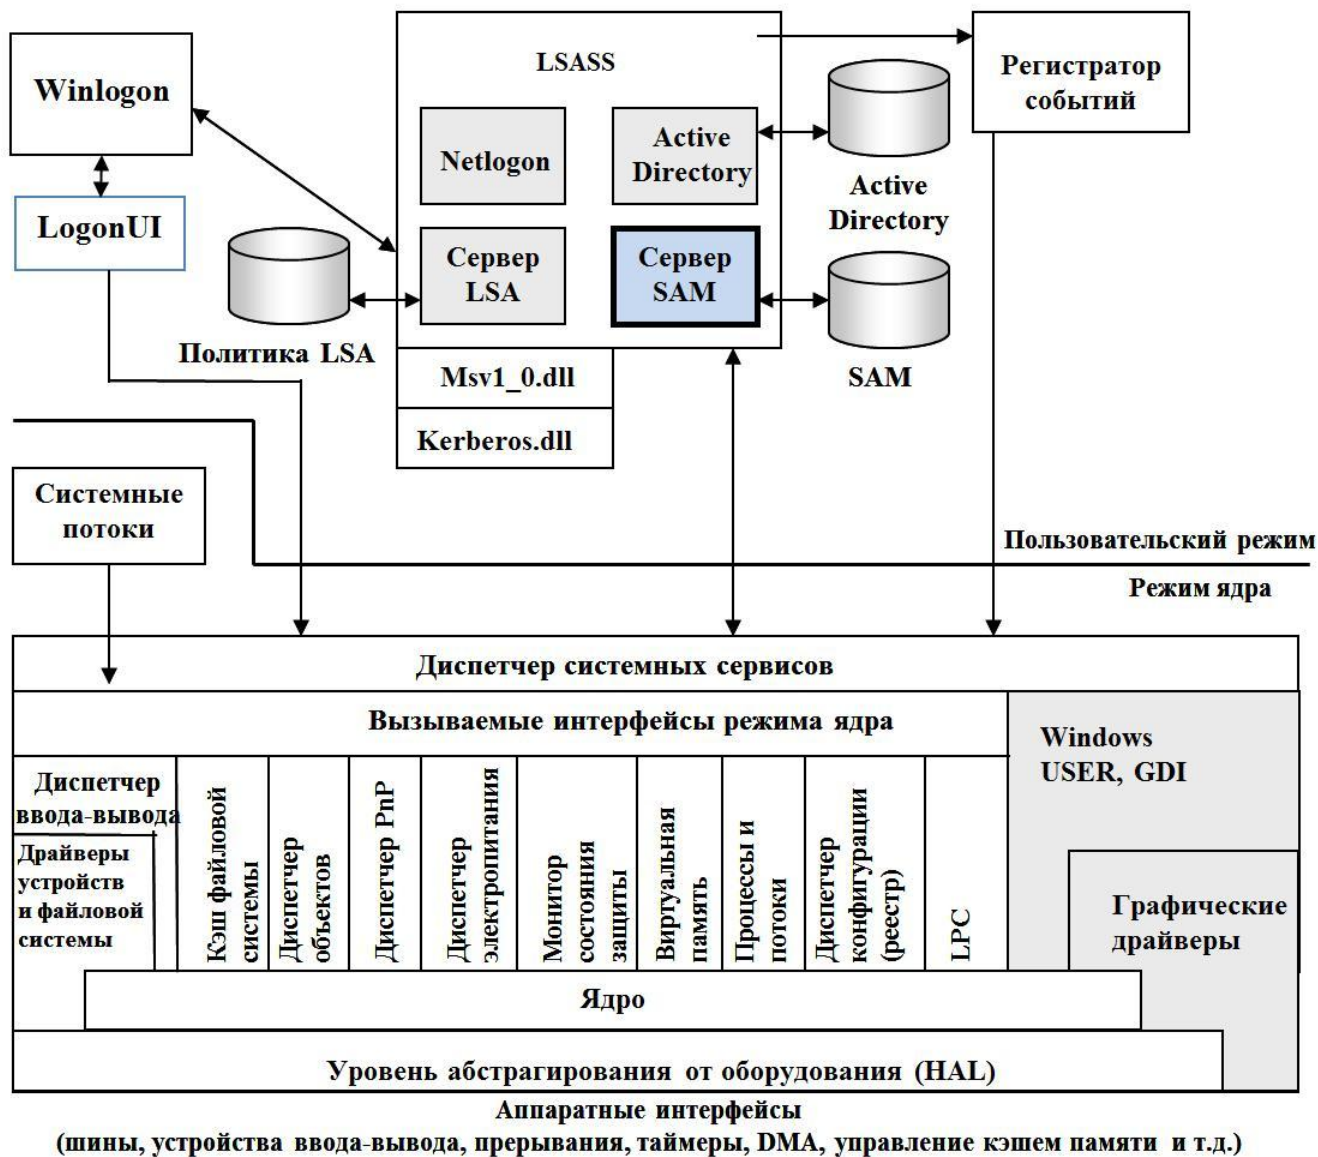 Winlogon
LogonUI
LSASS
Netlogon
Active
Directory
Сервер
LSA
Сервер
SAM
Msv1_0.dll
Kerberos.dll
Политика LSA
Active
Directory
SAM
Регистратор
событий
Системные
потоки
Пользовательский режим
Режим ядра
Диспетчер системных сервисов
Вызываемые интерфейсы режима ядра
Windows
USER, GDI
Диспетчер
ввода-вывода
Драйверы
устройств
и файловой
системы
Кэш файловой
системы
Диспетчер
объектов
Диспетчер PnP
Диспетчер
электропитания
Монитор
состояния
защиты
Виртуальная
память
Процессы и
потоки
Диспетчер
конфигурации
(реестр)
LPC
Графические
драйверы
Ядро
Уровень абстрагирования от оборудования (HAL)
Аппаратные интерфейсы
(шины, устройства ввода-вывода, прерывания, таймеры, DMA, управление кэшем памяти и т.д.)